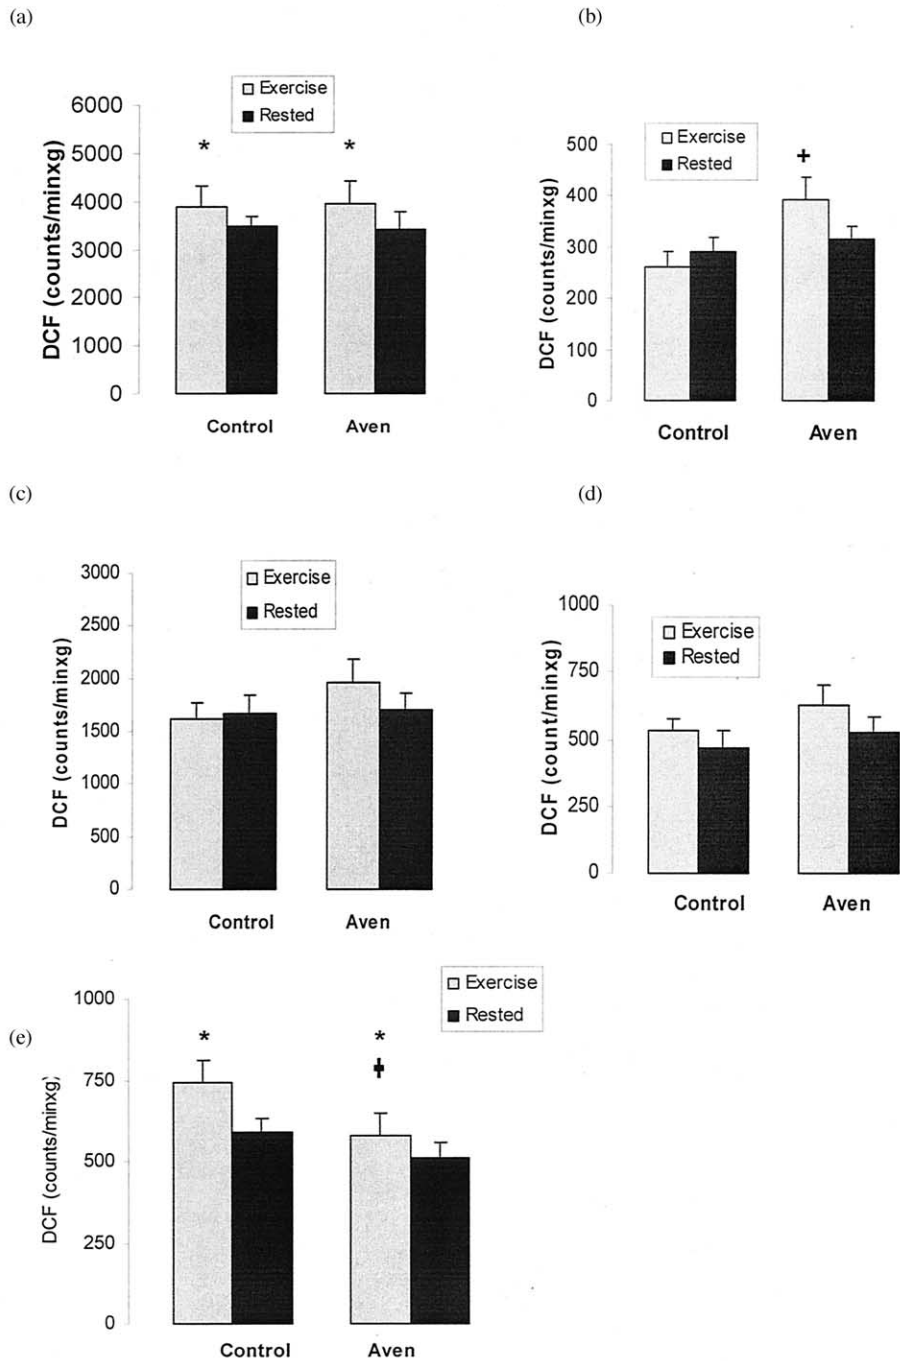 (a)
Exercise
Rested
6000
5000
4000
3000
2000
1000
0
DCF (counts/minxg)
*
*
Control
Aven
(b)
Exercise
Rested
500
400
300
200
100
0
DCF (counts/minxg)
+
Control
Aven
(c)
Exercise
Rested
3000
2500
2000
1500
1000
500
0
DCF (counts/minxg)
Control
Aven
(d)
Exercise
Rested
1000
750
500
250
0
DCF (count/minxg)
Control
Aven
(e)
Exercise
Rested
1000
750
500
250
0
DCF (counts/minxg)
*
*
ǂ
Control
Aven